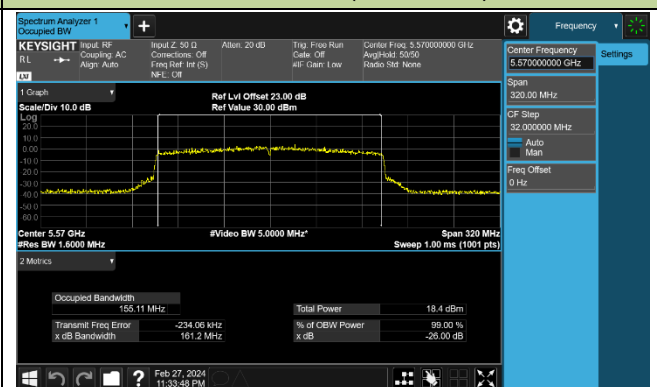 Spectrum Analyzer 1
Occupied BW
+
Frequency
KEYSIGHT
RL
LXI
Input: RF
Coupling: AC
Align: Auto
Input Z: 50 Ω
Corrections: Off
Freq Ref: Int (S)
NFE: Off
Atten: 20 dB
Trig: Free Run
Gate: Off
#IF Gain: Low
Center Freq: 5.570000000 GHz
Avg|Hold: 50/50
Radio Std: None
Center Frequency
5.570000000 GHz
Settings
Span
320.00 MHz
CF Step
32.000000 MHz
Auto
Man
Freq Offset
0 Hz
1 Graph
Scale/Div 10.0 dB
Ref Lvl Offset 23.00 dB
Ref Value 30.00 dBm
Log
20.0
10.0
0.00
-10.0
-20.0
-30.0
-40.0
-50.0
-60.0
Center 5.57 GHz
#Res BW 1.6000 MHz
#Video BW 5.0000 MHz*
Span 320 MHz
Sweep 1.00 ms (1001 pts)
2 Metrics
Occupied Bandwidth
155.11 MHz
Total Power
18.4 dBm
Transmit Freq Error
-234.06 kHz
% of OBW Power
99.00 %
x dB Bandwidth
161.2 MHz
x dB
-26.00 dB
?
Feb 27, 2024
11:33:48 PM